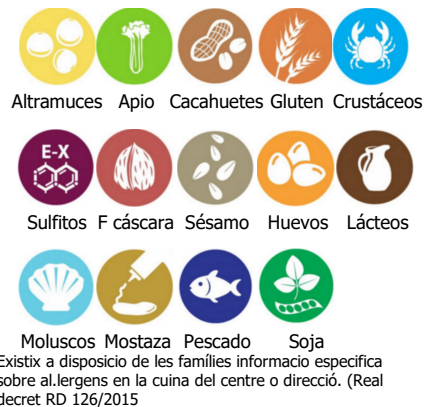 Altramuces Apio Cacahuetes Gluten Crustáceos
E-X
Sulfitos F cáscara Sésamo Huevos Lácteos
Moluscos Mostaza Pescado Soja
Existix a disposicio de les famílies informacio especifica
sobre al.lergens en la cuina del centre o direcció. (Real
decret RD 126/2015